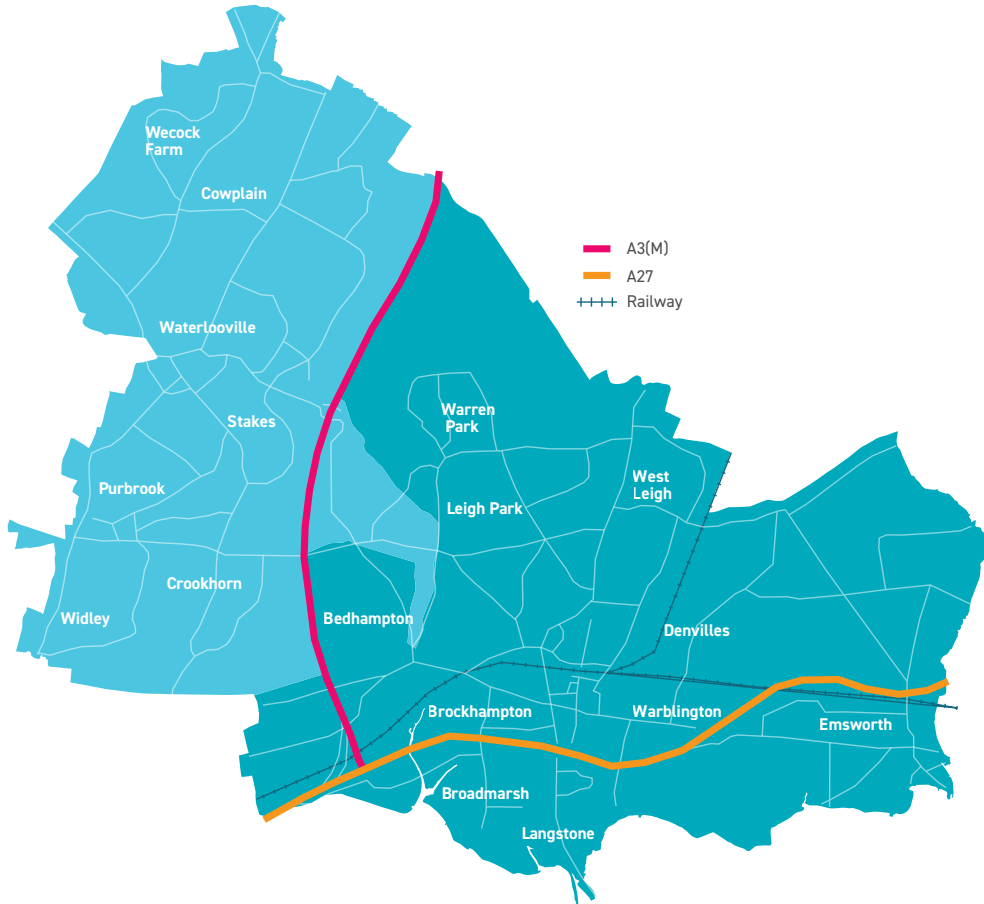 Wecock
Farm
Cowplain
A3(M)
A27
Railway
Waterlooville
Warren
Park
Stakes
West
Leigh
Purbrook
Leigh Park
Crookhorn
Widley
Bedhampton
Denvilles
Brockhampton
Warblington
Emsworth
Broadmarsh
Langstone